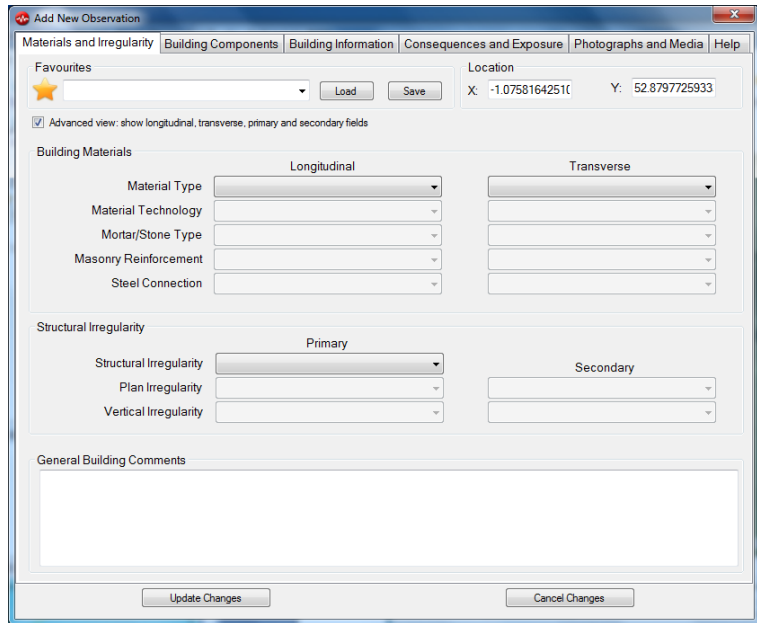 Add New Observation
Materials and Irregularity Building Components Building Information Consequences and Exposure Photographs and Media Help
Favourites Location
Load Save X: -1.07581642510 Y: 52.8797725933
Advanced view: show longitudinal, transverse, primary and secondary fields
Building Materials
Longitudinal Transverse
Material Type
Material Technology
Mortar/Stone Type
Masonry Reinforcement
Steel Connection
Structural Irregularity
Primary
Structural Irregularity Secondary
Plan Irregularity
Vertical Irregularity
General Building Comments
Update Changes Cancel Changes